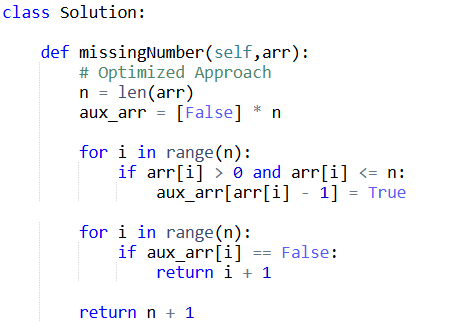 class Solution:
    def missingNumber(self,arr):
        # Optimized Approach
        n = len(arr)
        aux_arr = [False] * n
        for i in range(n):
            if arr[i] > 0 and arr[i] <= n:
                aux_arr[arr[i] - 1] = True
        for i in range(n):
            if aux_arr[i] == False:
                return i + 1
        return n + 1